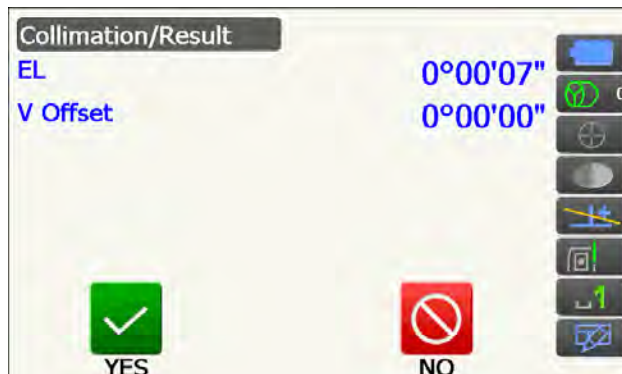 Collimation/Result
EL 0°00'07"
V Offset 0°00'00"
YES NO